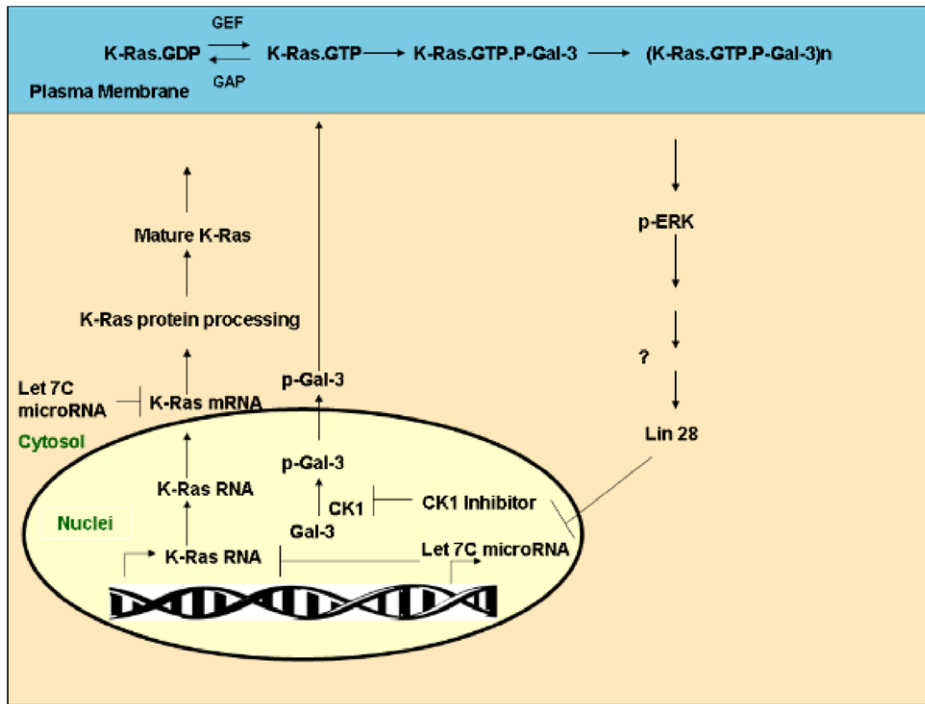 GEF
K-Ras.GDP K-Ras.GTP K-Ras.GTP.P-Gal-3 (K-Ras.GTP.P-Gal-3)n
GAP
Plasma Membrane
p-ERK
Mature K-Ras
K-Ras protein processing
?
p-Gal-3
Let 7C
microRNA
K-Ras mRNA
Cytosol
Lin 28
p-Gal-3
K-Ras RNA
CK1
CK1 Inhibitor
Nuclei
Gal-3
K-Ras RNA
Let 7C microRNA